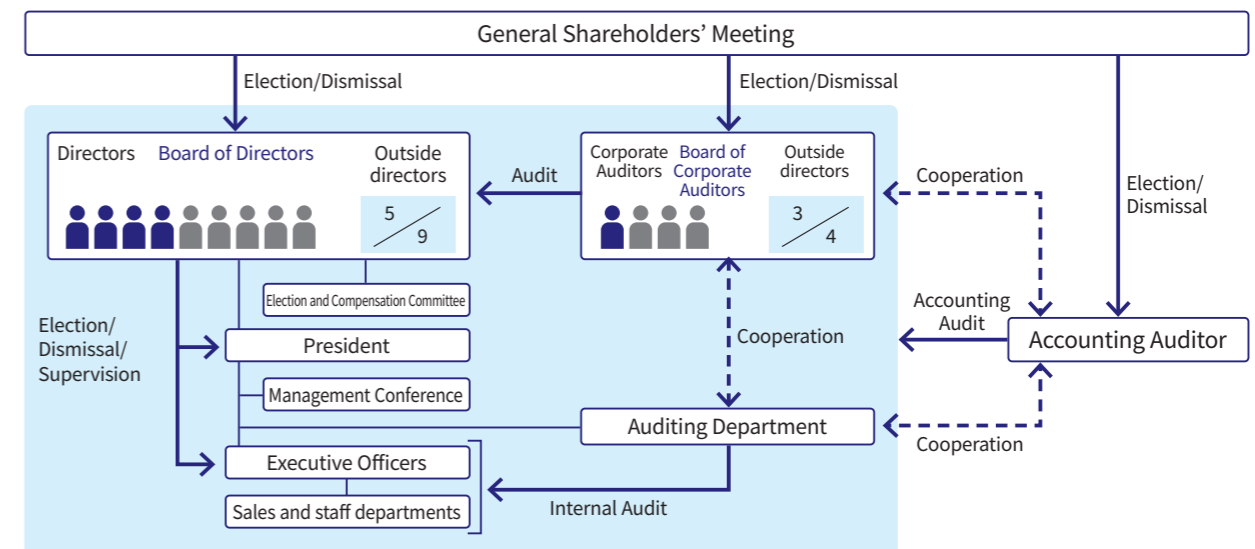 General Shareholders’ Meeting
Election/Dismissal
Election/Dismissal
Election/
Dismissal
Directors
Board of Directors
Outside
directors
5
9
Audit
Corporate
Auditors
Board of
Corporate
Auditors
Outside
directors
3
4
Cooperation
Election and Compensation Committee
Election/
Dismissal/
Supervision
President
Management Conference
Cooperation
Accounting
Audit
Accounting Auditor
Auditing Department
Cooperation
Executive Officers
Sales and staff departments
Internal Audit